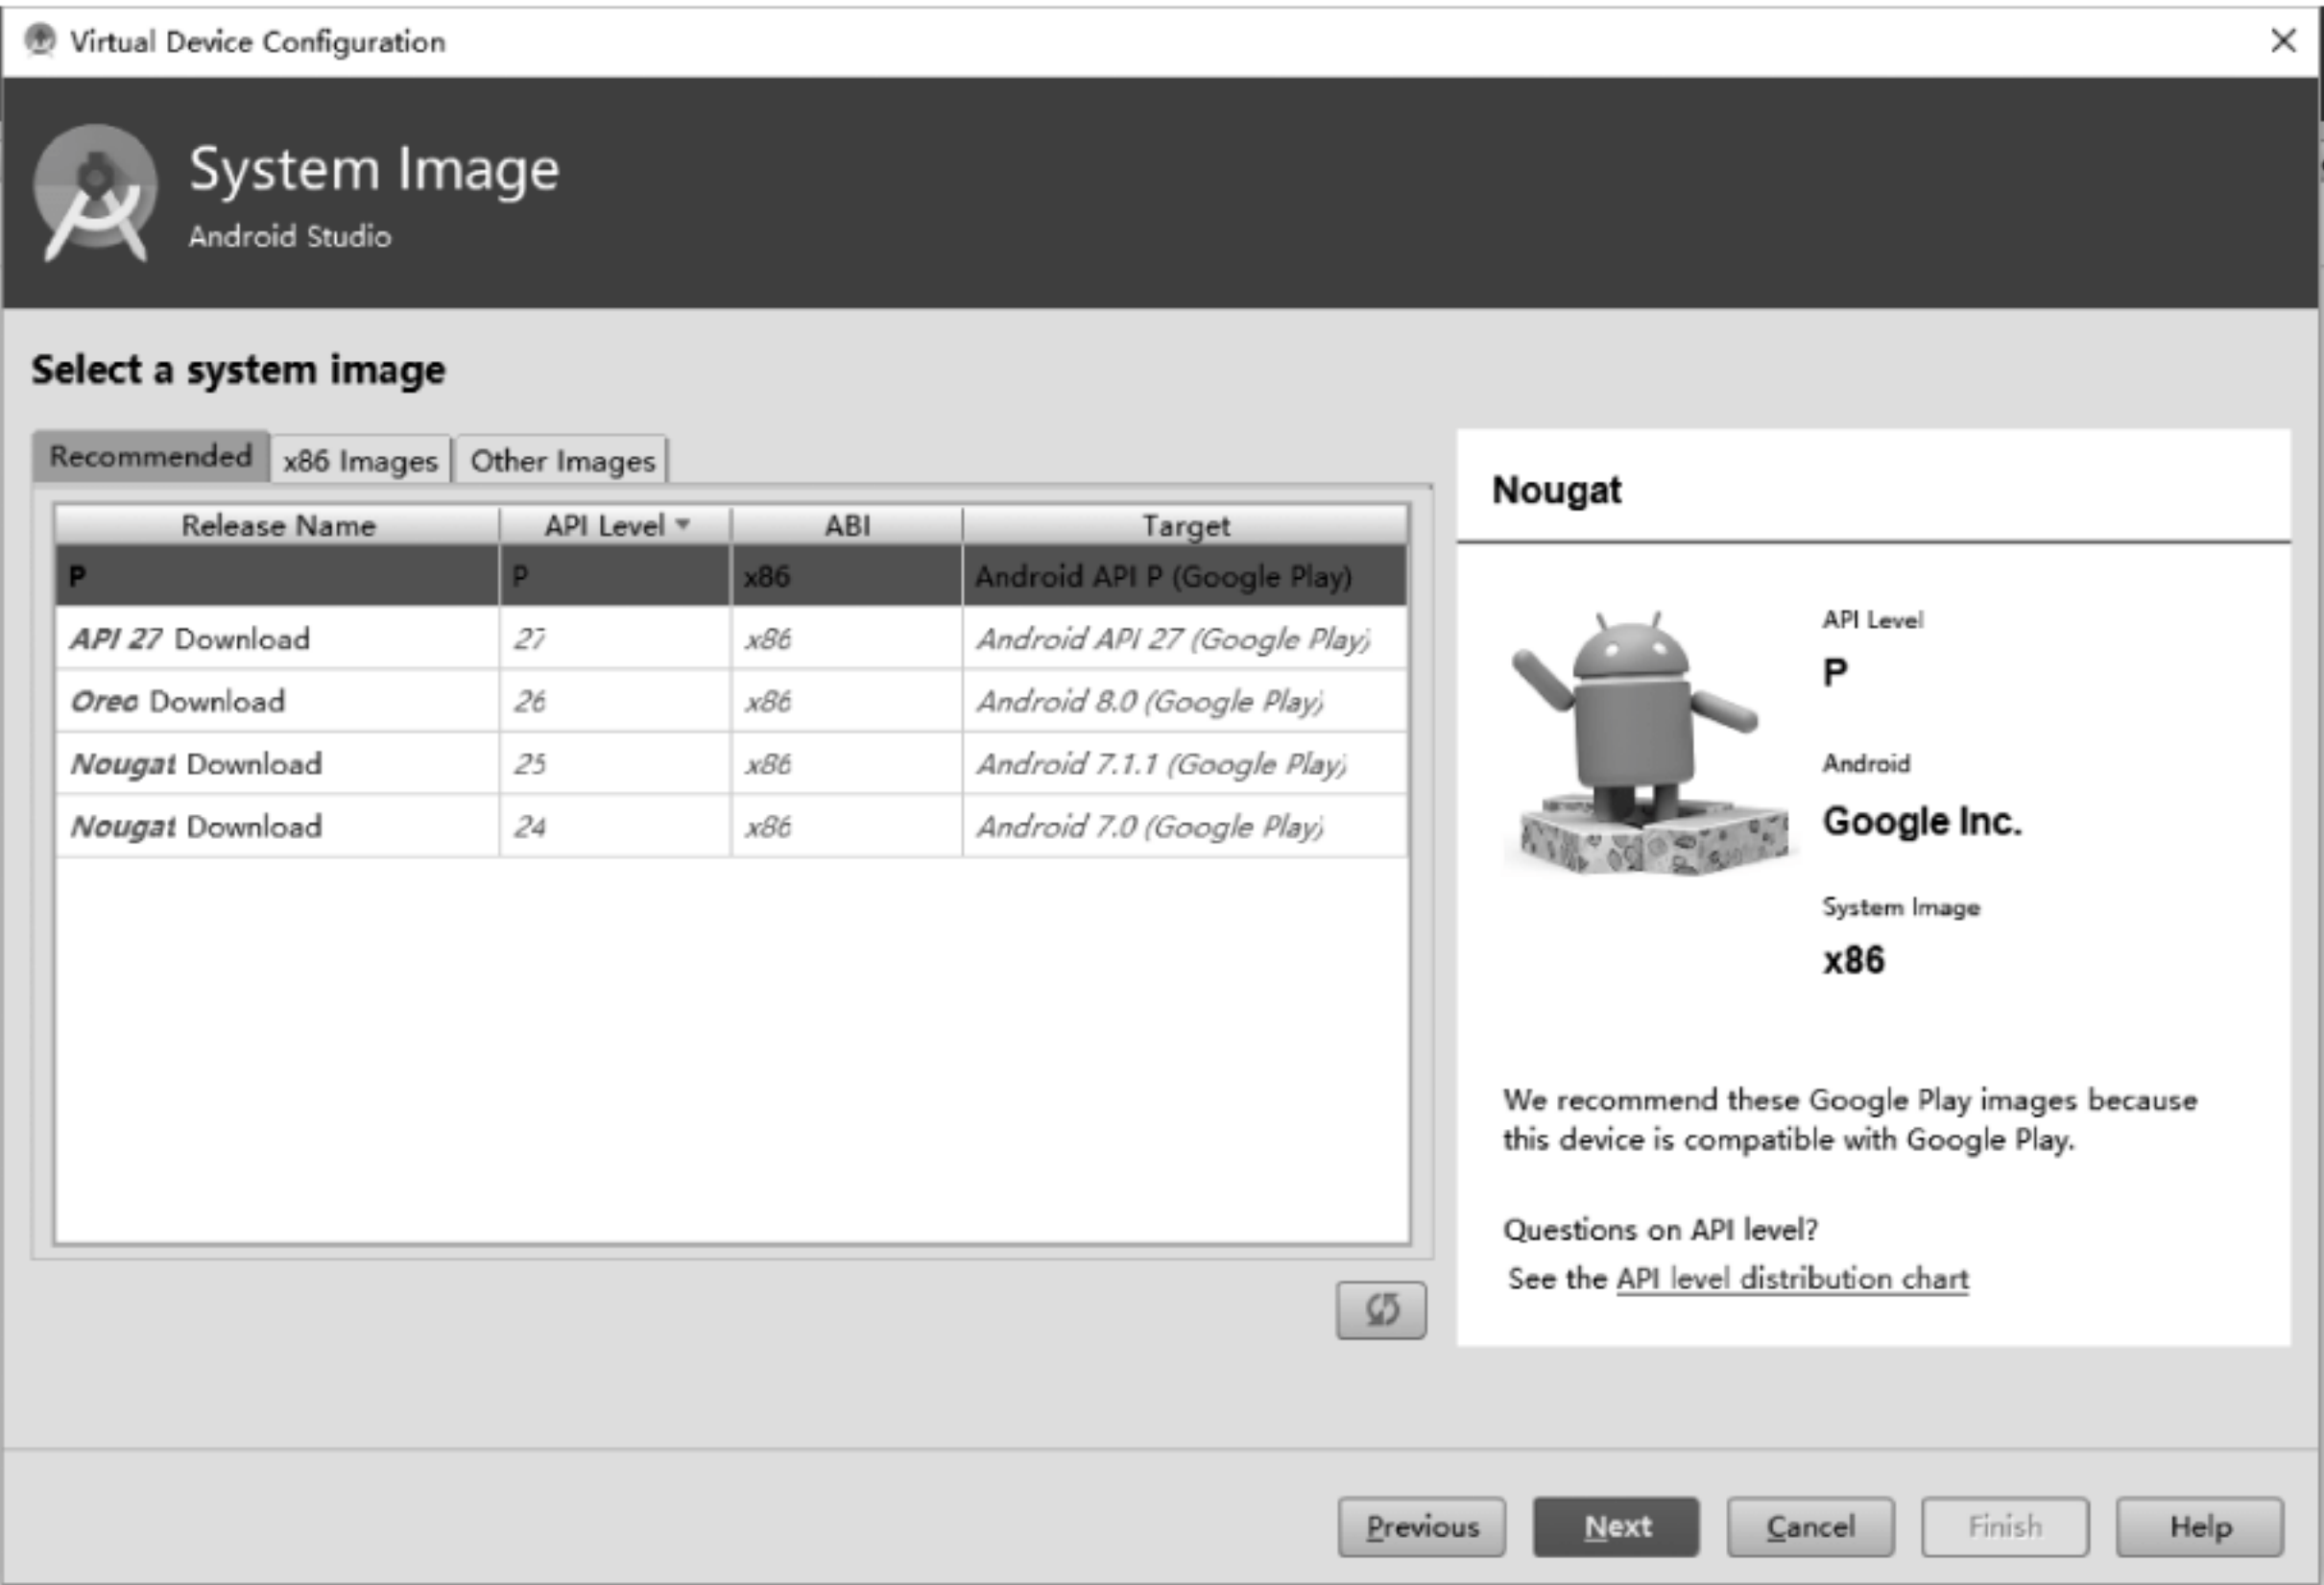 Virtual Device Configuration
System Image
Android Studio
Select a system image
Recommended x86 Images Other Images
Release Name API Level ABI Target
P P x86 Android API P (Google Play)
API 27 Download 27 x86 Android API 27 (Google Play)
Oreo Download 26 x86 Android 8.0 (Google Play)
Nougat Download 25 x86 Android 7.1.1 (Google Play)
Nougat Download 24 x86 Android 7.0 (Google Play)
Nougat
API Level
P
Android
Google Inc.
System Image
x86
We recommend these Google Play images because
this device is compatible with Google Play.
Questions on API level?
See the API level distribution chart
Previous Next Cancel Finish Help